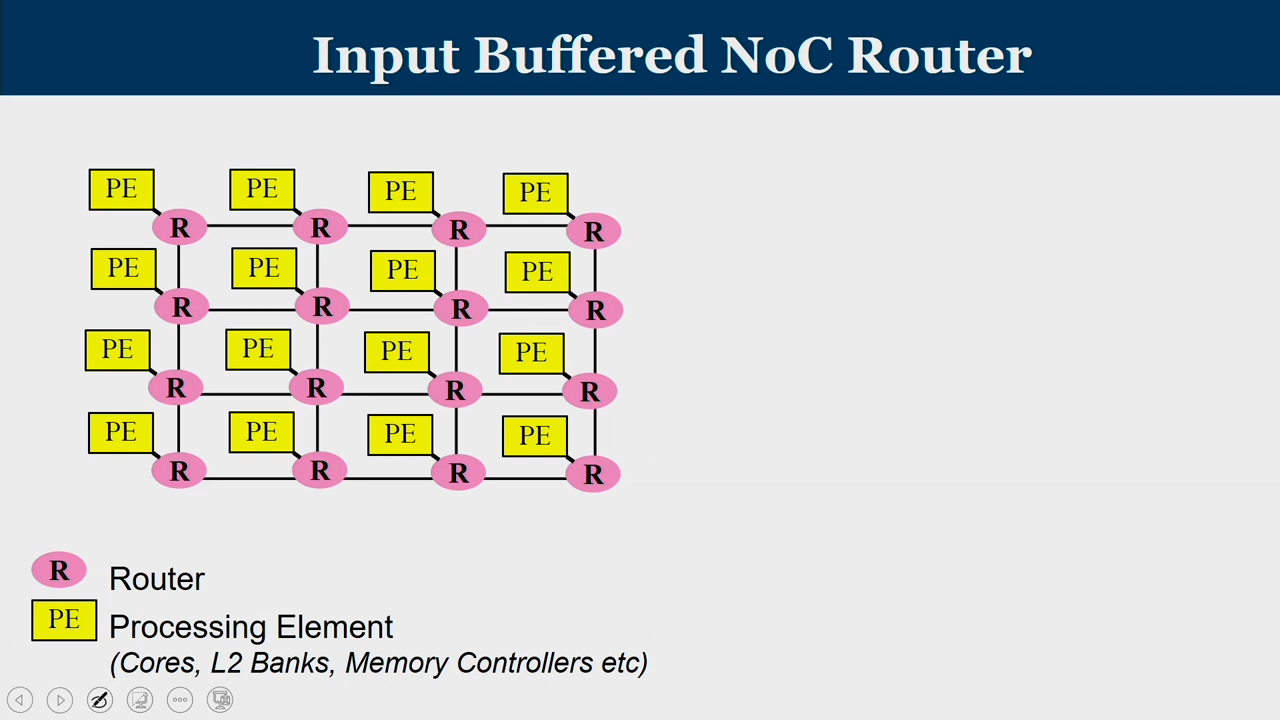 Input Buffered NoC Router
PE PE PE PE
R R R R
PE PE PE PE
R R R R
PE PE PE PE
R R R R
PE PE PE PE
R R R R
R Router
PE Processing Element
(Cores, L2 Banks, Memory Controllers etc)